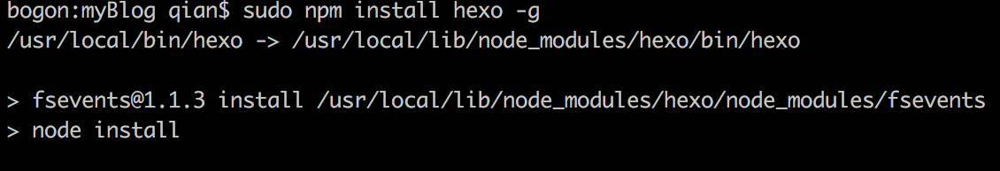 bogon:myBlog qian$ sudo npm install hexo -g
/usr/local/bin/hexo -> /usr/local/lib/node_modules/hexo/bin/hexo
> fsevents@1.1.3 install /usr/local/lib/node_modules/hexo/node_modules/fsevents
> node install